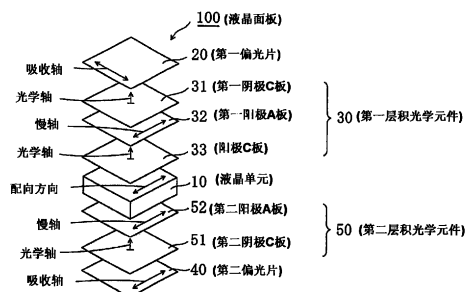 100 (液晶面板)
20 (第一偏光片)
吸收轴
31 (第一阴极C板)
光学轴
32 (第一阳极A板)
慢轴
30 (第一层积光学元件)
光学轴
33 (阳极C板)
配向方向
10 (液晶单元)
52 (第二阳极A板)
慢轴
50 (第二层积光学元件)
51 (第二阴极C板)
光学轴
40 (第二偏光片)
吸收轴